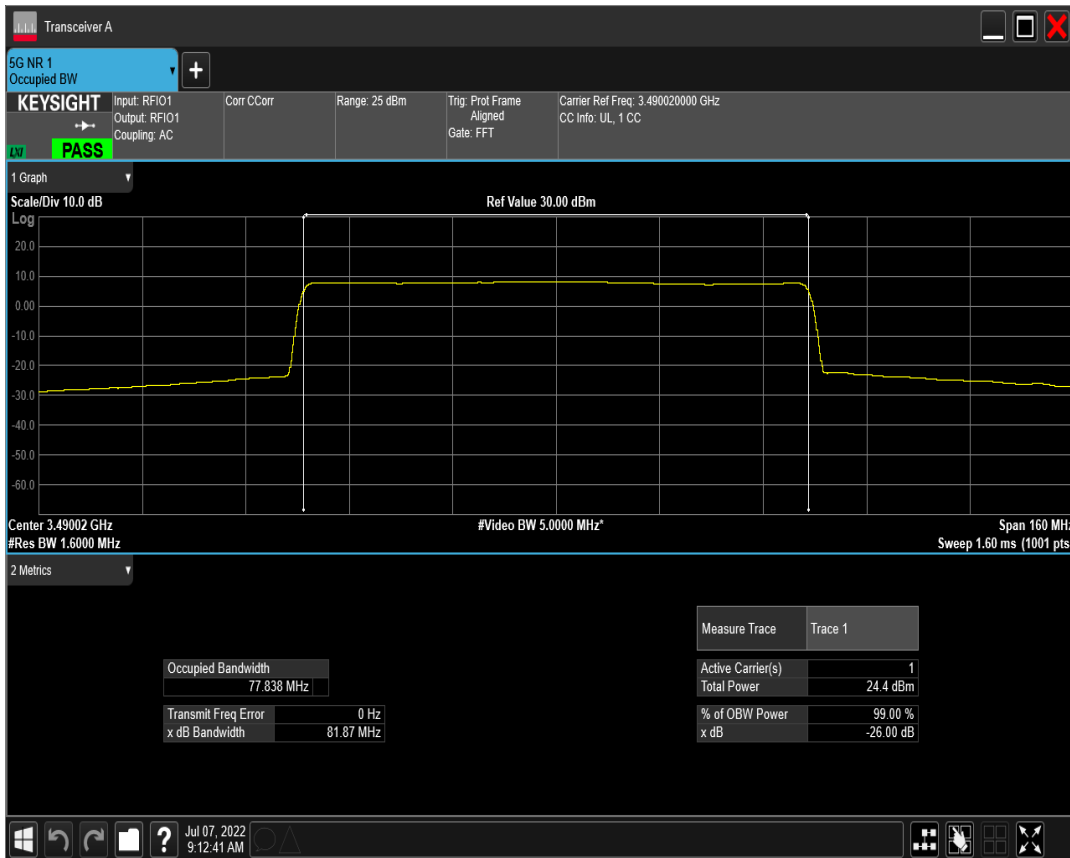 Transceiver A
5G NR 1
Occupied BW
+
KEYSIGHT
LXI
PASS
Input: RFIO1
Output: RFIO1
Coupling: AC
Corr CCorr
Range: 25 dBm
Trig: Prot Frame
Aligned
Gate: FFT
Carrier Ref Freq: 3.490020000 GHz
CC Info: UL, 1 CC
1 Graph
Scale/Div 10.0 dB
Ref Value 30.00 dBm
Log
20.0
10.0
0.00
-10.0
-20.0
-30.0
-40.0
-50.0
-60.0
Center 3.49002 GHz
#Video BW 5.0000 MHz*
Span 160 MHz
#Res BW 1.6000 MHz
Sweep 1.60 ms (1001 pts
2 Metrics
Measure Trace Trace 1
Occupied Bandwidth
77.838 MHz
Active Carrier(s) 1
Total Power 24.4 dBm
Transmit Freq Error 0 Hz
x dB Bandwidth 81.87 MHz
% of OBW Power 99.00 %
x dB -26.00 dB
?
Jul 07, 2022
9:12:41 AM